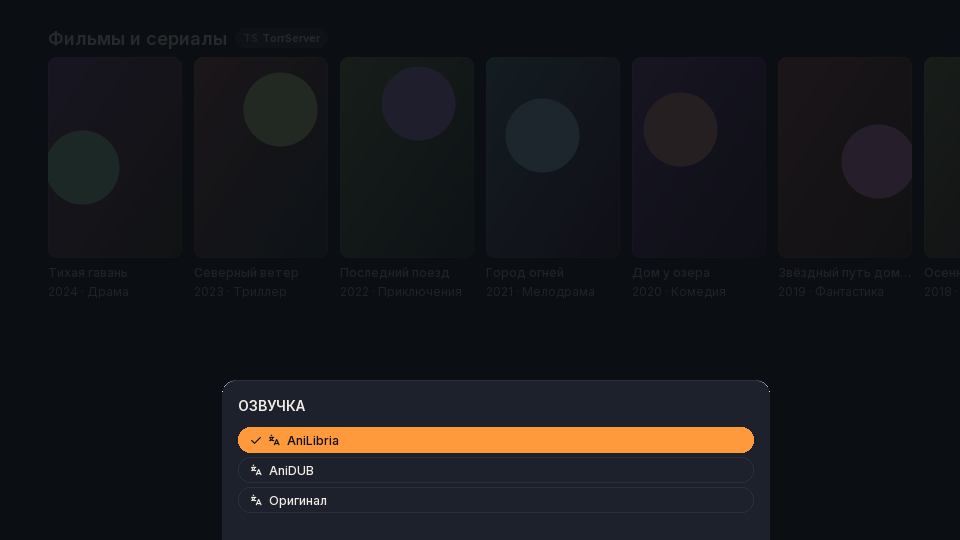 Фильмы и сериалы TS TorrServer
Тихая гавань
2024 · Драма
Северный ветер
2023 · Триллер
Последний поезд
2022 · Приключения
Город огней
2021 · Мелодрама
Дом у озера
2020 · Комедия
Звёздный путь дом...
2019 · Фантастика
Осен
2018 ·
ОЗВУЧКА
AniLibria
AniDUB
Оригинал